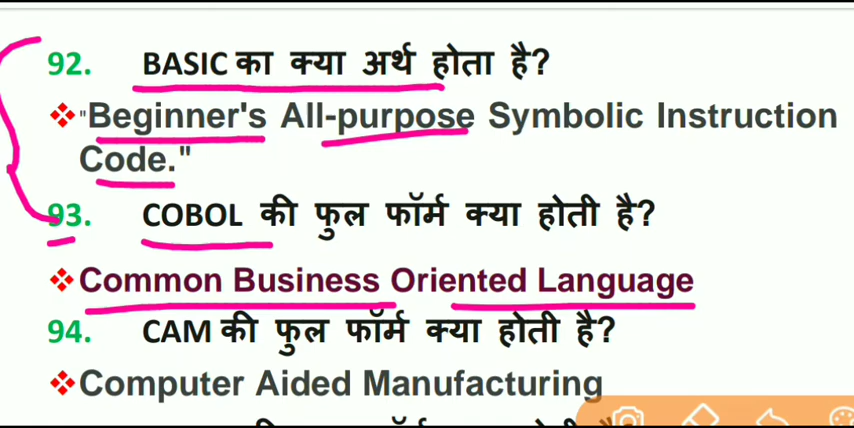 92. BASIC का क्या अर्थ होता है?
❖"Beginner's All-purpose Symbolic Instruction
Code."
93. COBOL की फुल फॉर्म क्या होती है?
❖Common Business Oriented Language
94. CAM की फुल फॉर्म क्या होती है?
❖Computer Aided Manufacturing